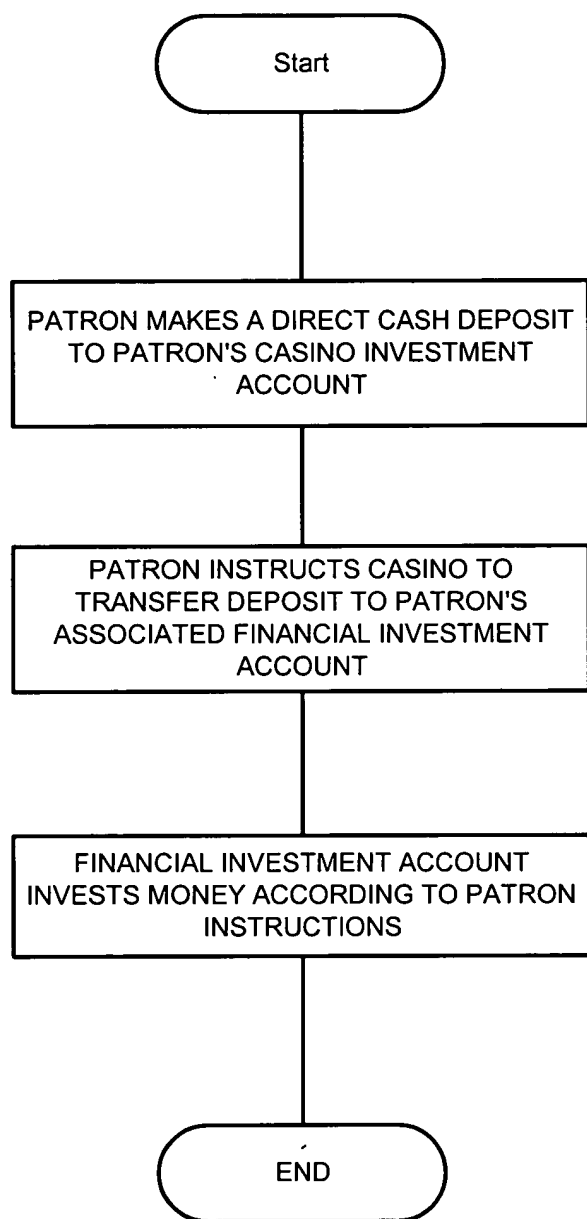 Start
PATRON MAKES A DIRECT CASH DEPOSIT
TO PATRON'S CASINO INVESTMENT
ACCOUNT
PATRON INSTRUCTS CASINO TO
TRANSFER DEPOSIT TO PATRON'S
ASSOCIATED FINANCIAL INVESTMENT
ACCOUNT
FINANCIAL INVESTMENT ACCOUNT
INVESTS MONEY ACCORDING TO PATRON
INSTRUCTIONS
END